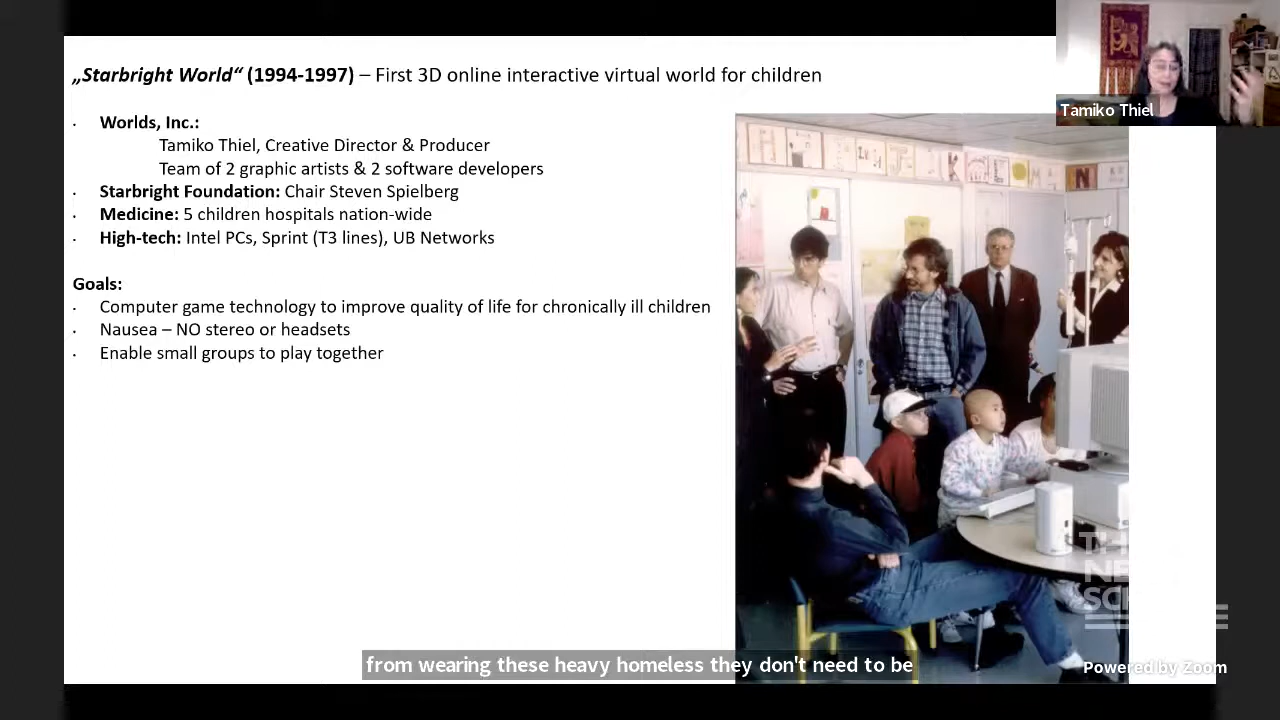 „Starbright World“ (1994-1997) – First 3D online interactive virtual world for children
Tamiko Thiel
· Worlds, Inc.:
Tamiko Thiel, Creative Director & Producer
Team of 2 graphic artists & 2 software developers
· Starbright Foundation: Chair Steven Spielberg
· Medicine: 5 children hospitals nation-wide
· High-tech: Intel PCs, Sprint (T3 lines), UB Networks
Goals:
· Computer game technology to improve quality of life for chronically ill children
· Nausea – NO stereo or headsets
· Enable small groups to play together
from wearing these heavy homeless they don't need to be
Powered by Zoom